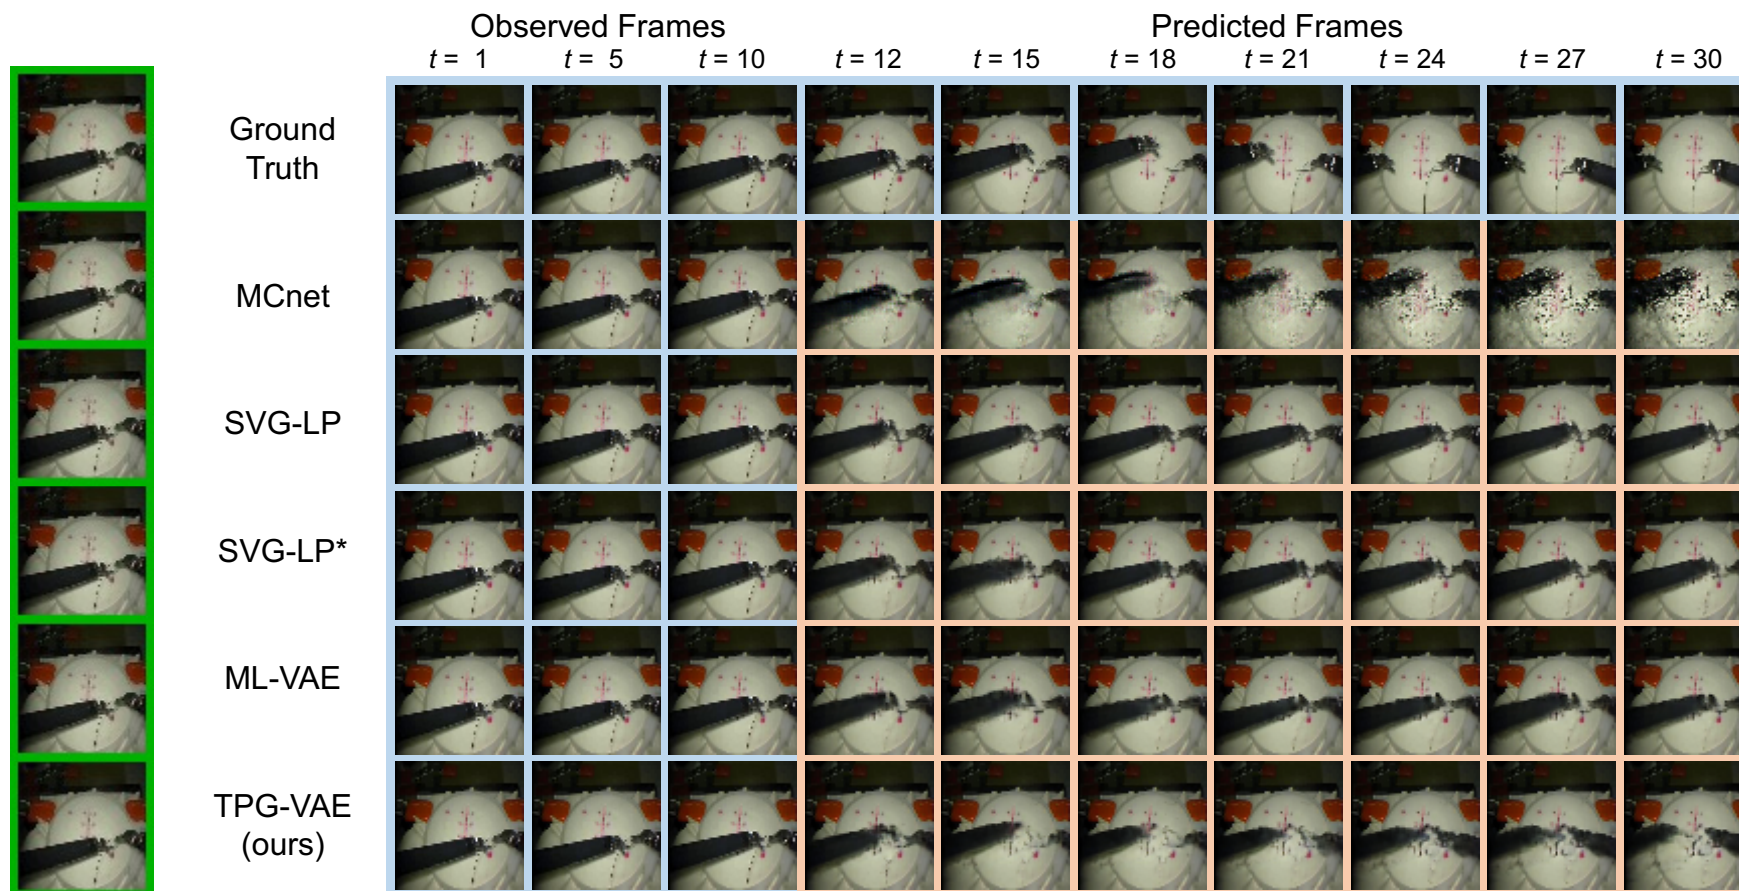 Observed Frames
Predicted Frames
t = 1 t = 5 t = 10 t = 12 t = 15 t = 18 t = 21 t = 24 t = 27 t = 30
Ground
Truth
MCnet
SVG-LP
SVG-LP*
ML-VAE
TPG-VAE
(ours)